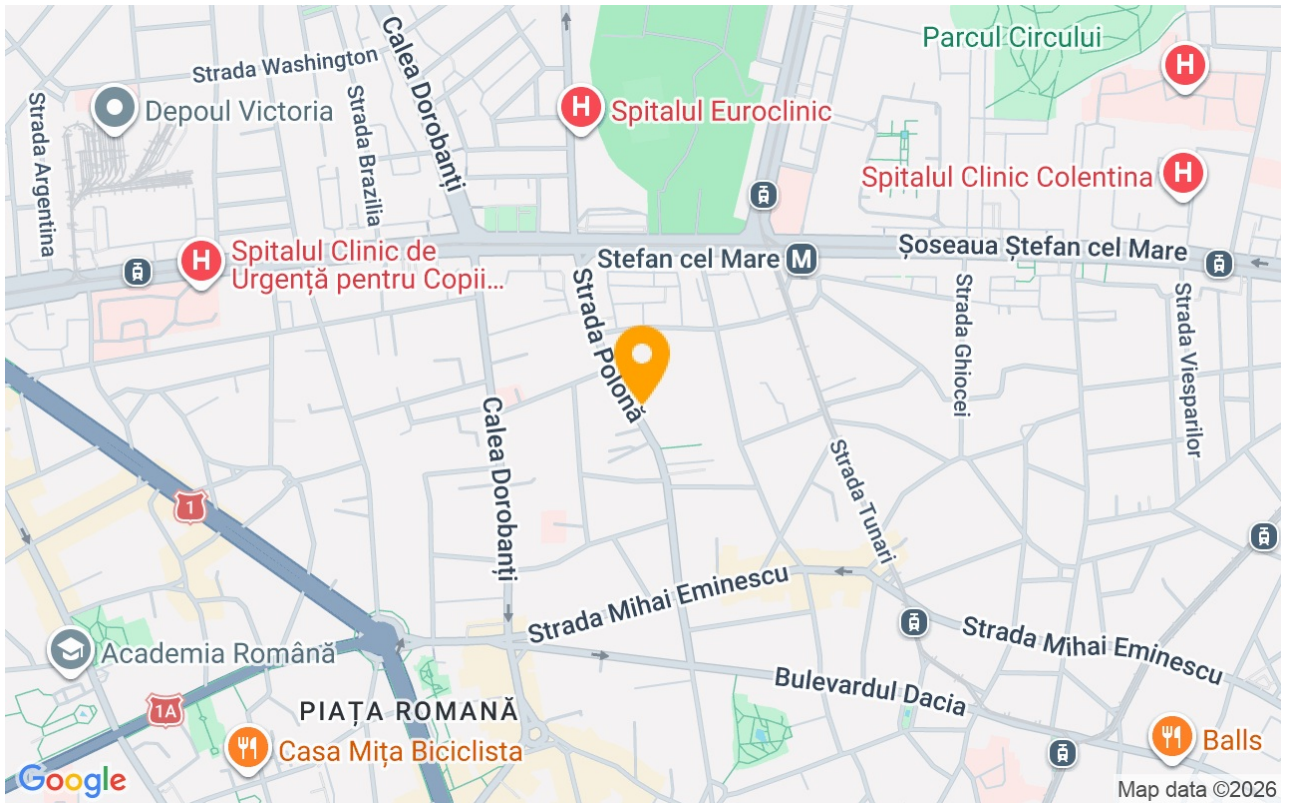 Parcul Circului
Strada Washington
Calea Dorobanți
H
H
Spitalul Euroclinic
Depoul Victoria
Strada Argentina
Strada Brazilia
Spitalul Clinic Colentina
H
H
Spitalul Clinic de
Urgență pentru Copii...
Stefan cel Mare
M
Șoseaua Ștefan cel Mare
Strada Polonă
Strada Ghiocei
Strada Viesparilor
Calea Dorobanți
Strada Tunari
1
Strada Mihai Eminescu
Strada Mihai Eminescu
Academia Română
Bulevardul Dacia
1A
PIAȚA ROMANĂ
Casa Mița Biciclista
Balls
Google
Map data ©2026